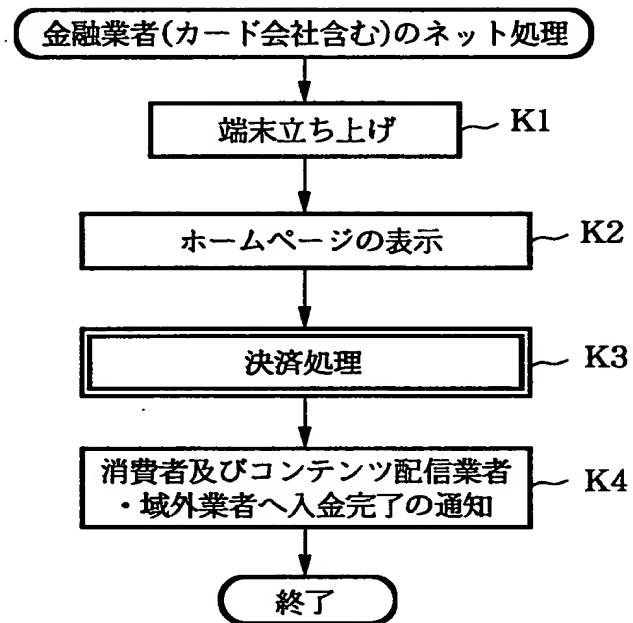 金融業者(カード会社含む)のネット処理
端末立ち上げ
K1
ホームページの表示
K2
決済処理
K3
消費者及びコンテンツ配信業者
・域外業者へ入金完了の通知
K4
終了